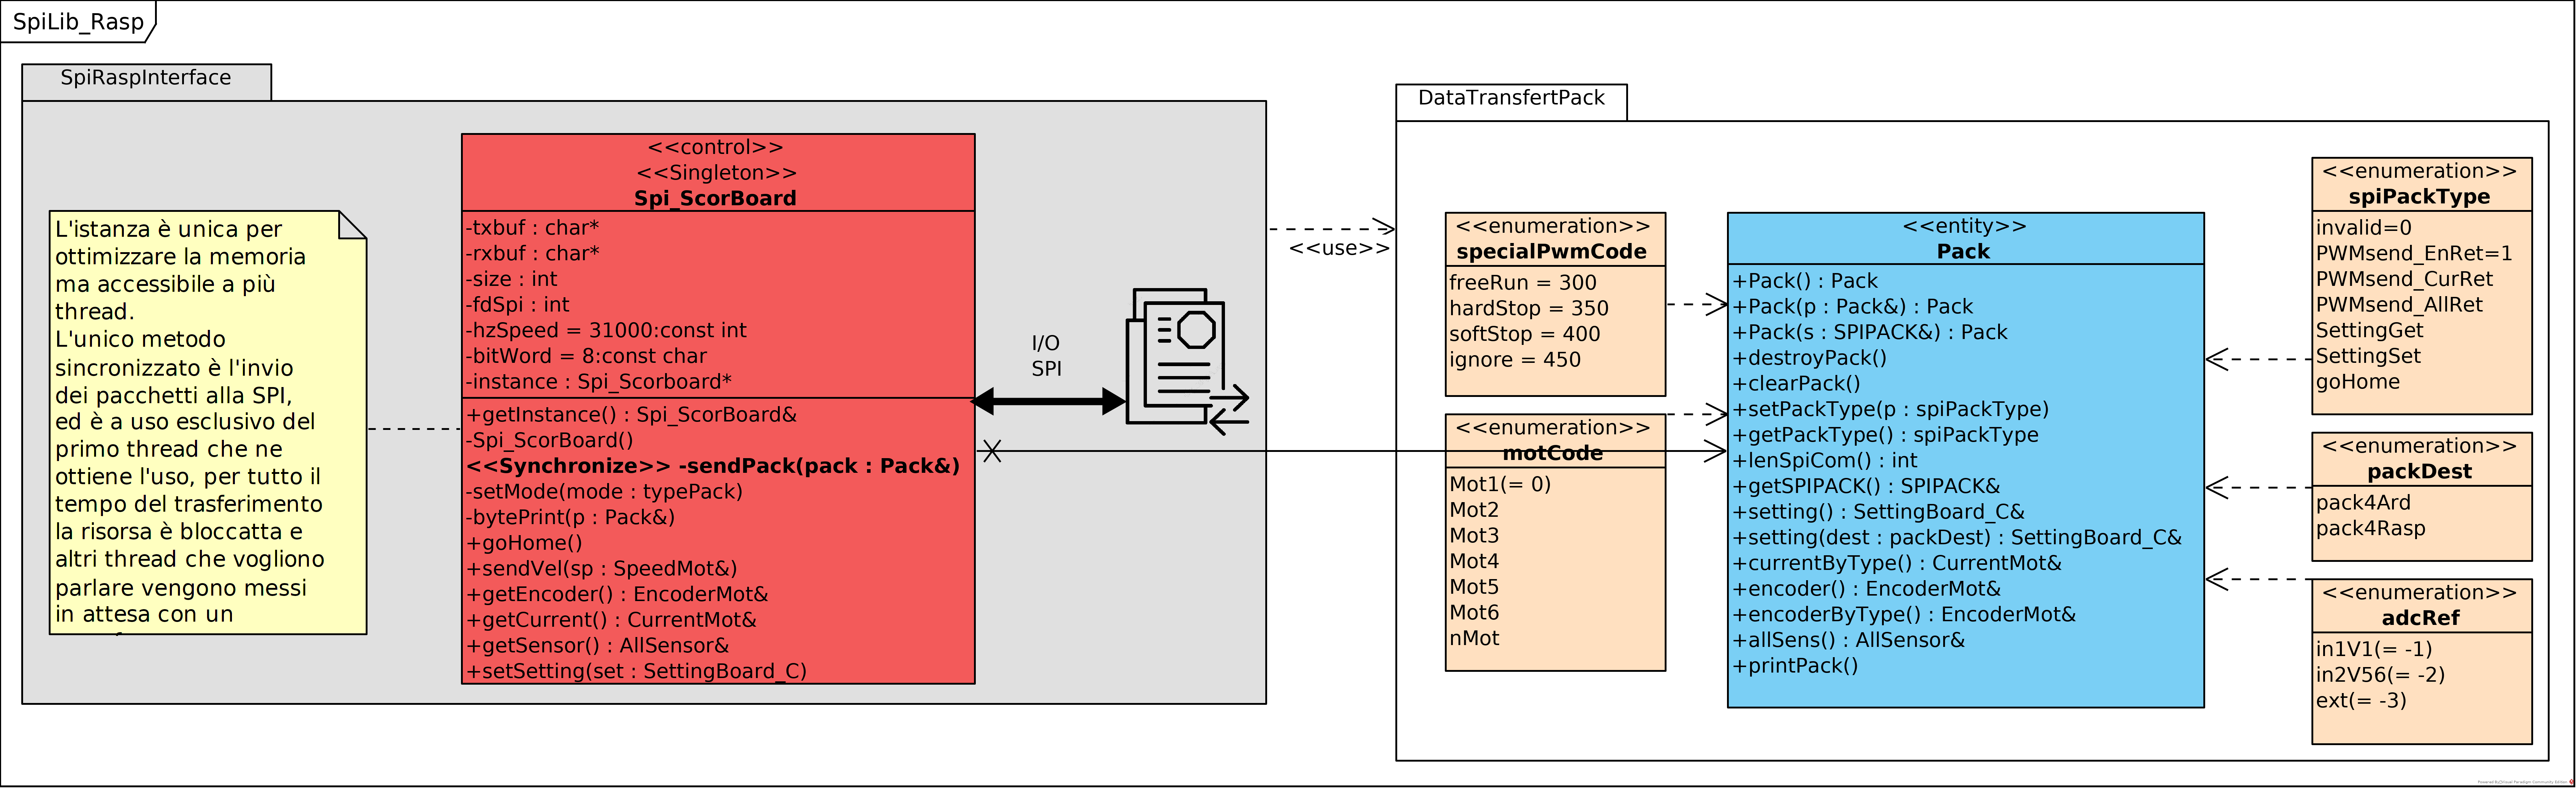 SpiLib_Rasp
SpiRaspInterface
L'istanza è unica per
ottimizzare la memoria
ma accessibile a più
thread.
L'unico metodo
sincronizzato è l'invio
dei pacchetti alla SPI,
ed è a uso esclusivo del
primo thread che ne
ottiene l'uso, per tutto il
tempo del trasferimento
la risorsa è bloccata e
altri thread che vogliono
parlare vengono messi
in attesa con un
<<control>>
<<Singleton>>
Spi_ScorBoard
-txbuf : char*
-rxbuf : char*
-size : int
-fdSpi : int
-hzSpeed = 31000:const int
-bitWord = 8:const char
-instance : Spi_Scorboard*
+getInstance() : Spi_ScorBoard&
-Spi_ScorBoard()
<<Synchronize>> -sendPack(pack : Pack&)
-setMode(mode : typePack)
-bytePrint(p : Pack&)
+goHome()
+sendVel(sp : SpeedMot&)
+getEncoder() : EncoderMot&
+getCurrent() : CurrentMot&
+getSensor() : AllSensor&
+setSetting(set : SettingBoard_C)
I/O
SPI
<<use>>
DataTransfertPack
<<enumeration>>
specialPwmCode
freeRun = 300
hardStop = 350
softStop = 400
ignore = 450
<<enumeration>>
motCode
Mot1(= 0)
Mot2
Mot3
Mot4
Mot5
Mot6
nMot
<<entity>>
Pack
+Pack() : Pack
+Pack(p : Pack&) : Pack
+Pack(s : SPIPACK&) : Pack
+destroyPack()
+clearPack()
+setPackType(p : spiPackType)
+getPackType() : spiPackType
+lenSpiCom() : int
+getSPIPACK() : SPIPACK&
+setting() : SettingBoard_C&
+setting(dest : packDest) : SettingBoard_C&
+currentByType() : CurrentMot&
+encoder() : EncoderMot&
+encoderByType() : EncoderMot&
+allSens() : AllSensor&
+printPack()
<<enumeration>>
spiPackType
invalid=0
PWMsend_EnRet=1
PWMsend_CurRet
PWMsend_AllRet
SettingGet
SettingSet
goHome
<<enumeration>>
packDest
pack4Ard
pack4Rasp
<<enumeration>>
adcRef
in1V1(= -1)
in2V56(= -2)
ext(= -3)